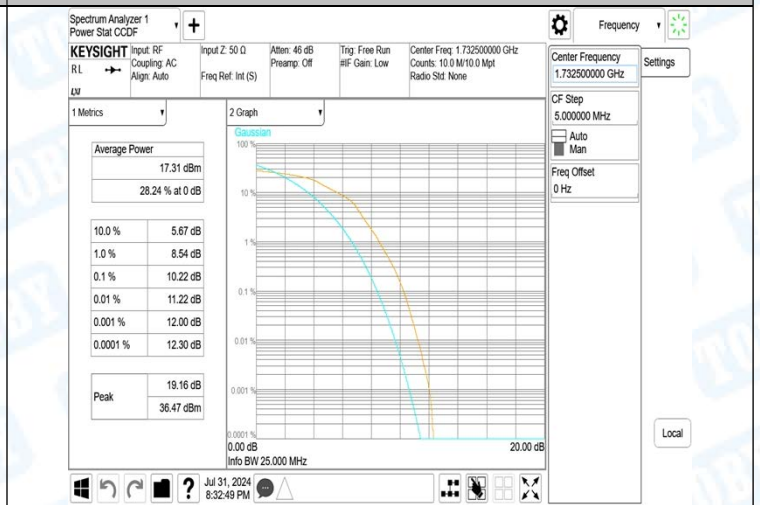 Spectrum Analyzer 1
Power Stat CCDF
Frequency
KEYSIGHT
RL
Input: RF
Coupling: AC
Align: Auto
Input Z: 50 Ω
Freq Ref: Int (S)
Atten: 46 dB
Preamp: Off
Trig: Free Run
#IF Gain: Low
Center Freq: 1.732500000 GHz
Counts: 10.0 M/10.0 Mpt
Radio Std: None
Center Frequency
1.732500000 GHz
Settings
CF Step
5.000000 MHz
Auto
Man
Freq Offset
0 Hz
1 Metrics
Average Power
17.31 dBm
28.24 % at 0 dB
10.0 % 5.67 dB
1.0 % 8.54 dB
0.1 % 10.22 dB
0.01 % 11.22 dB
0.001 % 12.00 dB
0.0001 % 12.30 dB
Peak
19.16 dB
36.47 dBm
2 Graph
Gaussian
100 %
10 %
1 %
0.1 %
0.01 %
0.001 %
0.0001 %
0.00 dB 20.00 dB
Info BW 25.000 MHz
Local
Jul 31, 2024
8:32:49 PM